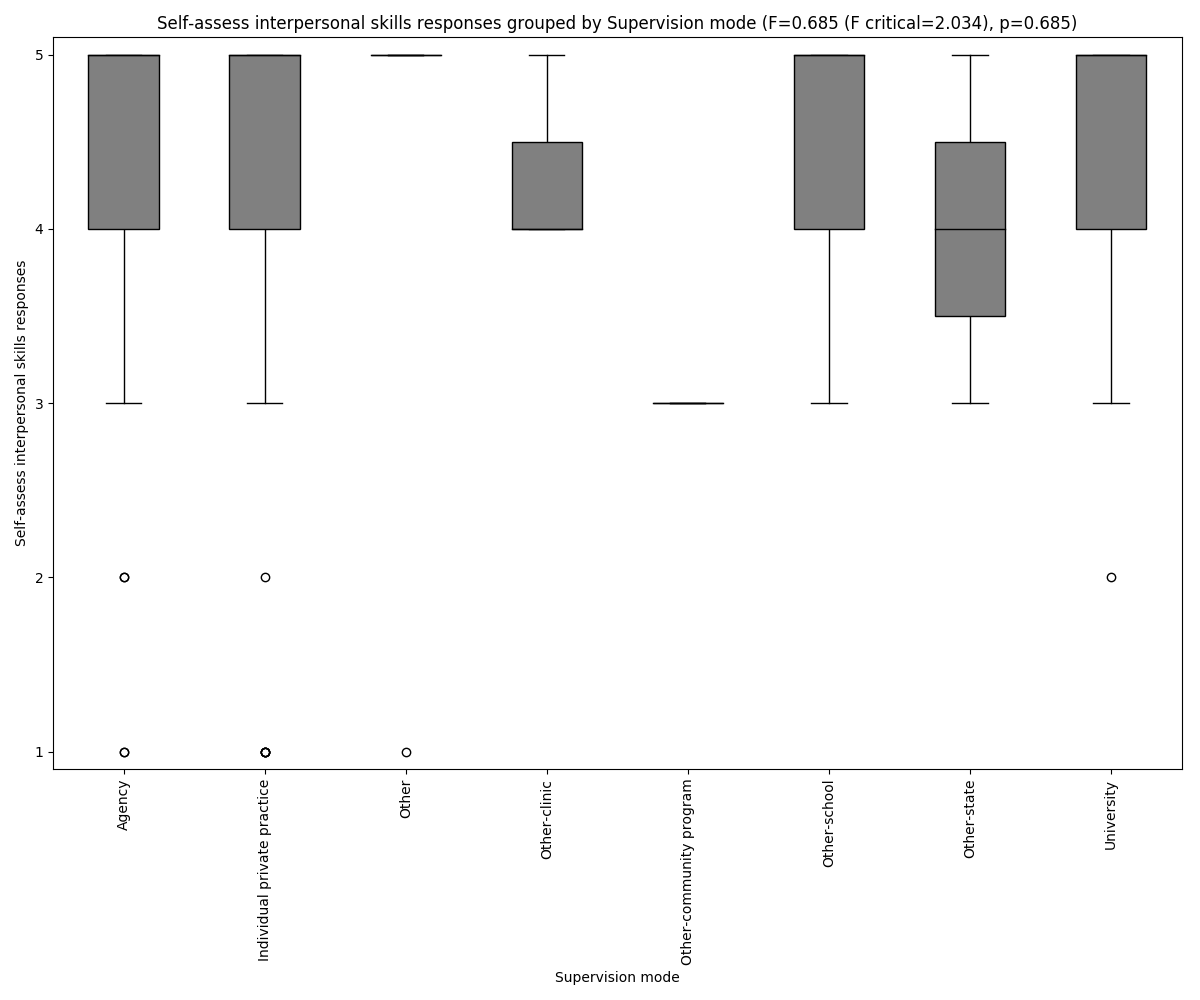 Self-assess interpersonal skills responses grouped by Supervision mode (F=0.685 (F critical=2.034), p=0.685)
Self-assess interpersonal skills responses
5
4
3
2
1
Agency
Individual private practice
Other
Other-clinic
Other-community program
Other-school
Other-state
University
Supervision mode